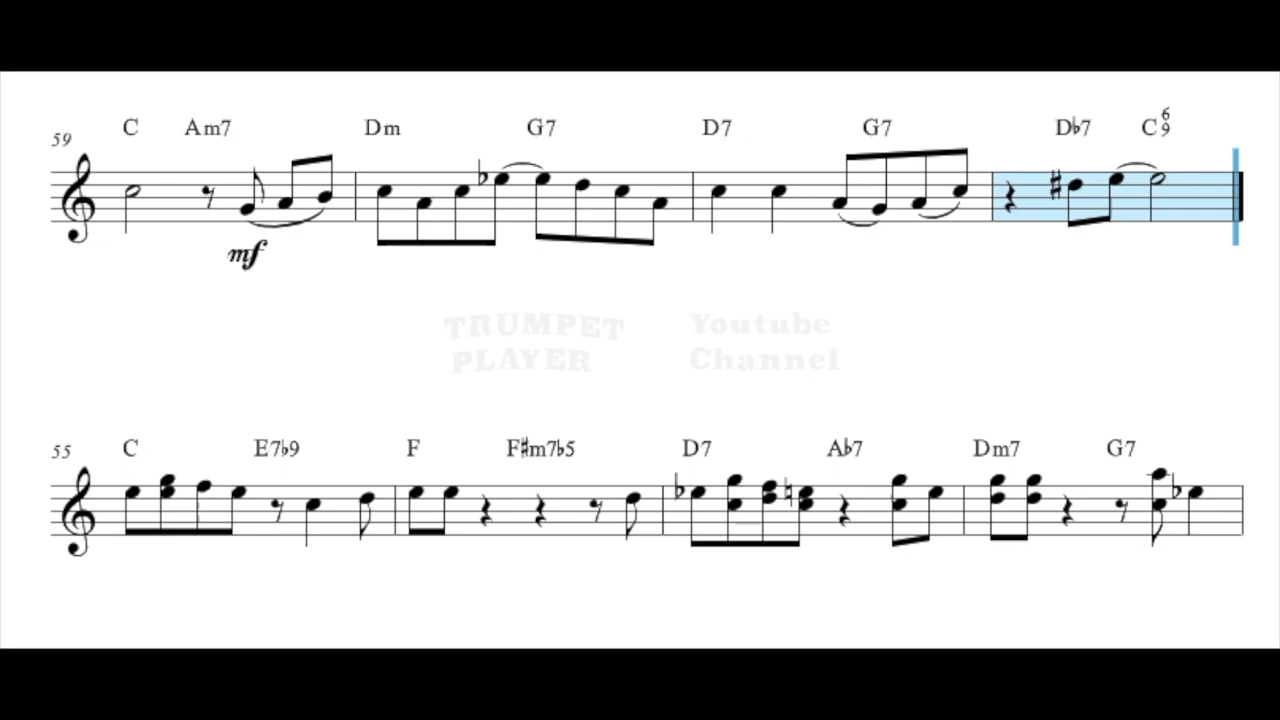 C Am7 Dm G7 D7 G7 D♭7 C 6 9
59
mf
TRUMPET Youtube
PLAYER Channel
C E7♭9 F F♯m7♭5 D7 A♭7 Dm7 G7
55